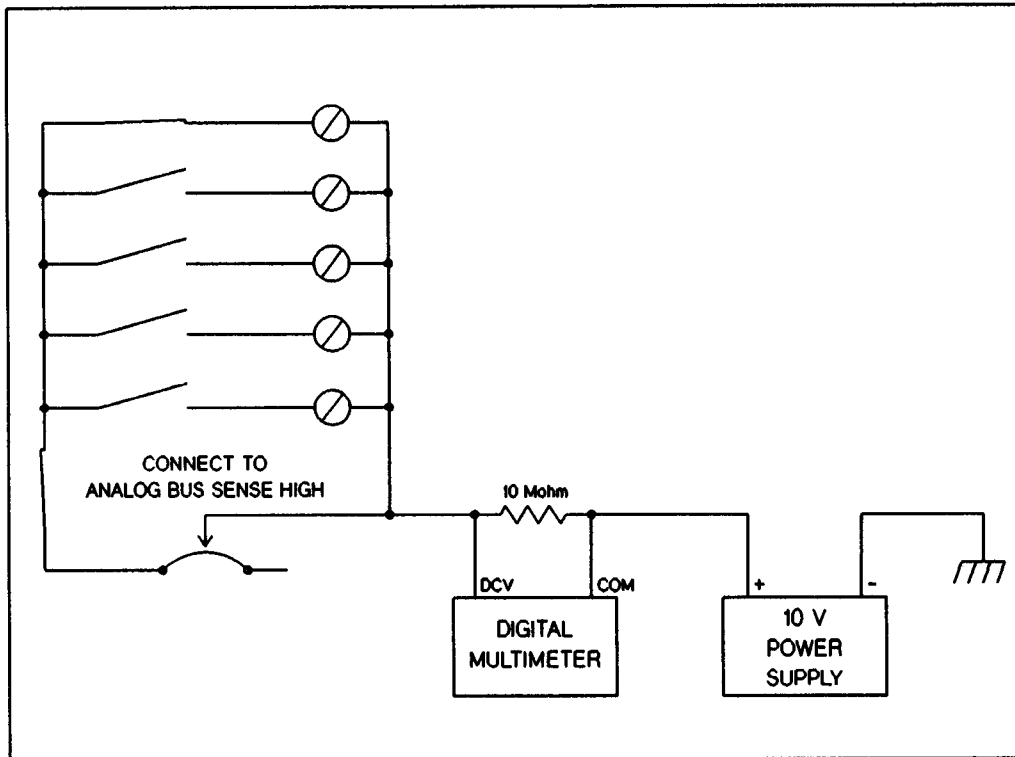 CONNECT TO
ANALOG BUS SENSE HIGH
10 Mohm
DCV
COM
+
-
DIGITAL
MULTIMETER
10 V
POWER
SUPPLY